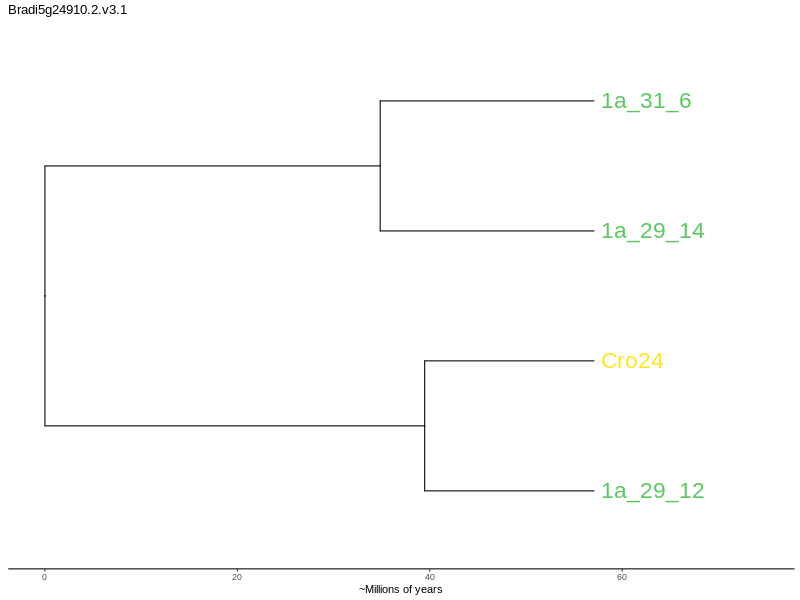 Bradi5g24910.2.v3.1
1a_31_6
1a_29_14
Cro24
1a_29_12
0 20 40 60
~Millions of years